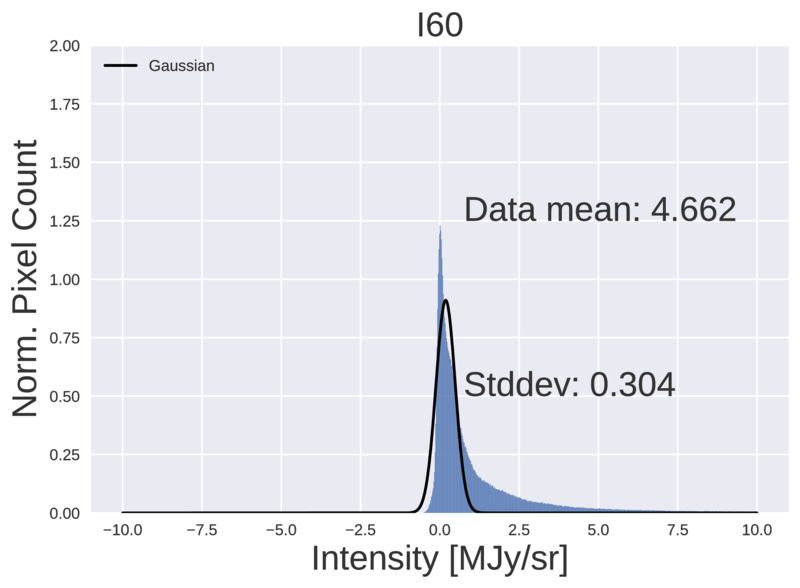 I60
2.00
Gaussian
1.75
1.50
1.25
Data mean: 4.662
1.00
0.75
0.50
Stddev: 0.304
0.25
0.00
Norm. Pixel Count
−10.0 −7.5 −5.0 −2.5 0.0 2.5 5.0 7.5 10.0
Intensity [MJy/sr]